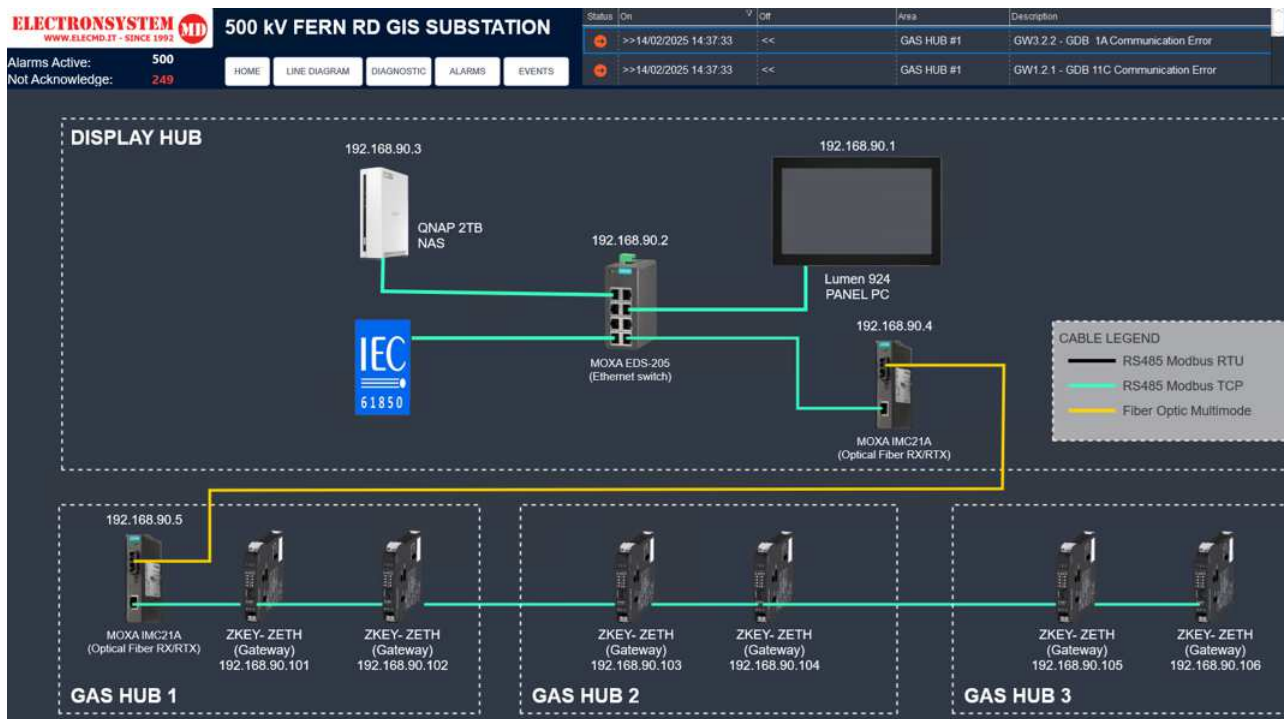 ELECTRONSYSTEM MD
WWW.ELECMD.IT - SINCE 1992
500 kV FERN RD GIS SUBSTATION
Alarms Active: 500
Not Acknowledge: 249
HOME
LINE DIAGRAM
DIAGNOSTIC
ALARMS
EVENTS
Status On Off Area Description
>>14/02/2025 14:37:33 << GAS HUB #1 GW3.2.2 - GDB 1A Communication Error
>>14/02/2025 14:37:33 << GAS HUB #1 GW1.2.1 - GDB 11C Communication Error
DISPLAY HUB
192.168.90.3
QNAP 2TB
NAS
192.168.90.1
Lumen 924
PANEL PC
192.168.90.2
MOXA EDS-205
(Ethernet switch)
IEC
61850
192.168.90.4
MOXA IMC21A
(Optical Fiber RX/RTX)
CABLE LEGEND
RS485 Modbus RTU
RS485 Modbus TCP
Fiber Optic Multimode
192.168.90.5
MOXA IMC21A
(Optical Fiber RX/RTX)
ZKEY- ZETH
(Gateway)
192.168.90.101
ZKEY- ZETH
(Gateway)
192.168.90.102
GAS HUB 1
ZKEY- ZETH
(Gateway)
192.168.90.103
ZKEY- ZETH
(Gateway)
192.168.90.104
GAS HUB 2
ZKEY- ZETH
(Gateway)
192.168.90.105
ZKEY- ZETH
(Gateway)
192.168.90.106
GAS HUB 3